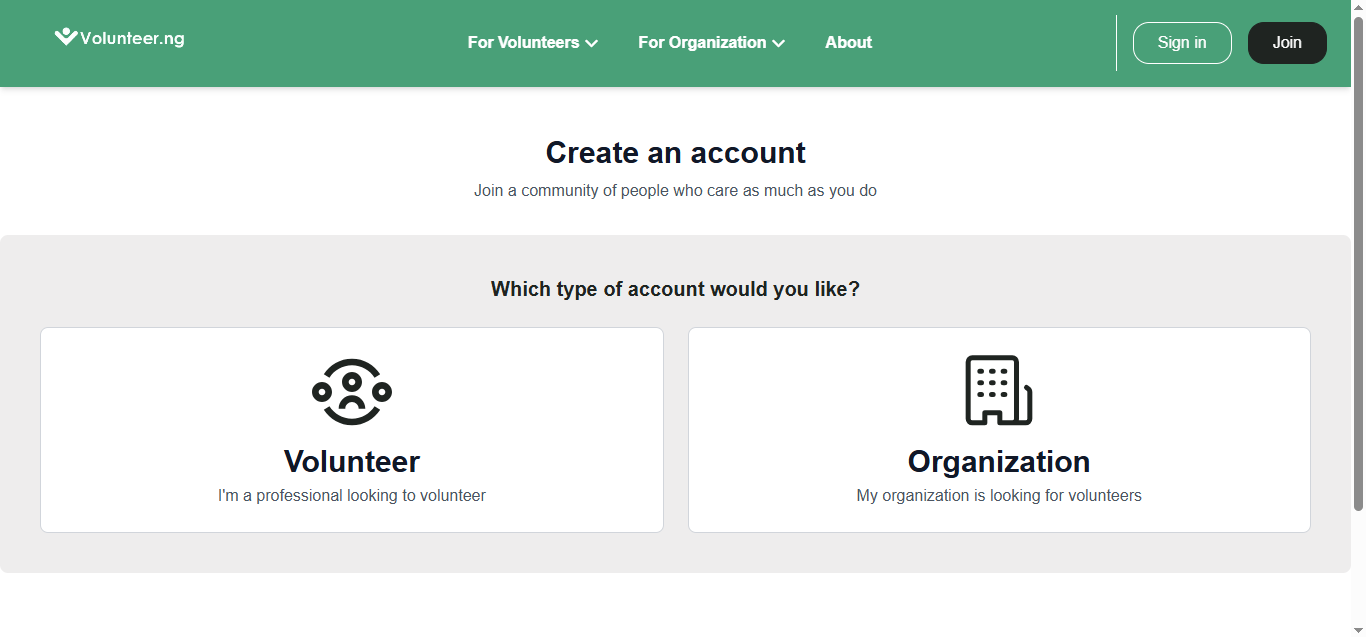 Volunteer.ng
For Volunteers
For Organization
About
Sign in
Join
Create an account
Join a community of people who care as much as you do
Which type of account would you like?
Volunteer
I'm a professional looking to volunteer
Organization
My organization is looking for volunteers